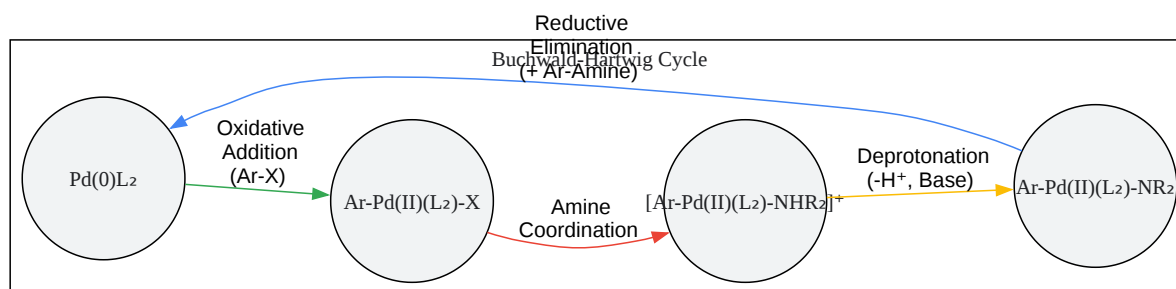 Reductive
Elimination
(+ Ar-Amine)
Buchwald-Hartwig Cycle
Pd(0)L₂
Oxidative
Addition
(Ar-X)
Ar-Pd(II)(L₂)-X
Amine
Coordination
[Ar-Pd(II)(L₂)-NHR₂]⁺
Deprotonation
(-H⁺, Base)
Ar-Pd(II)(L₂)-NR₂